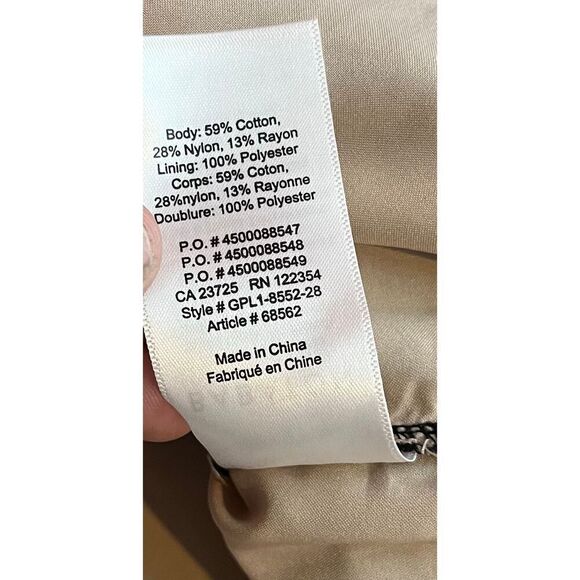 Body: 59% Cotton,
28% Nylon, 13% Rayon
Lining: 100% Polyester
Corps: 59% Coton,
28%nylon, 13% Rayonne
Doublure: 100% Polyester
P.O. # 4500088547
P.O. # 4500088548
P.O. # 4500088549
CA 23725 RN 122354
Style # GPL1-8552-28
Article # 68562
Made in China
Fabriqué en Chine